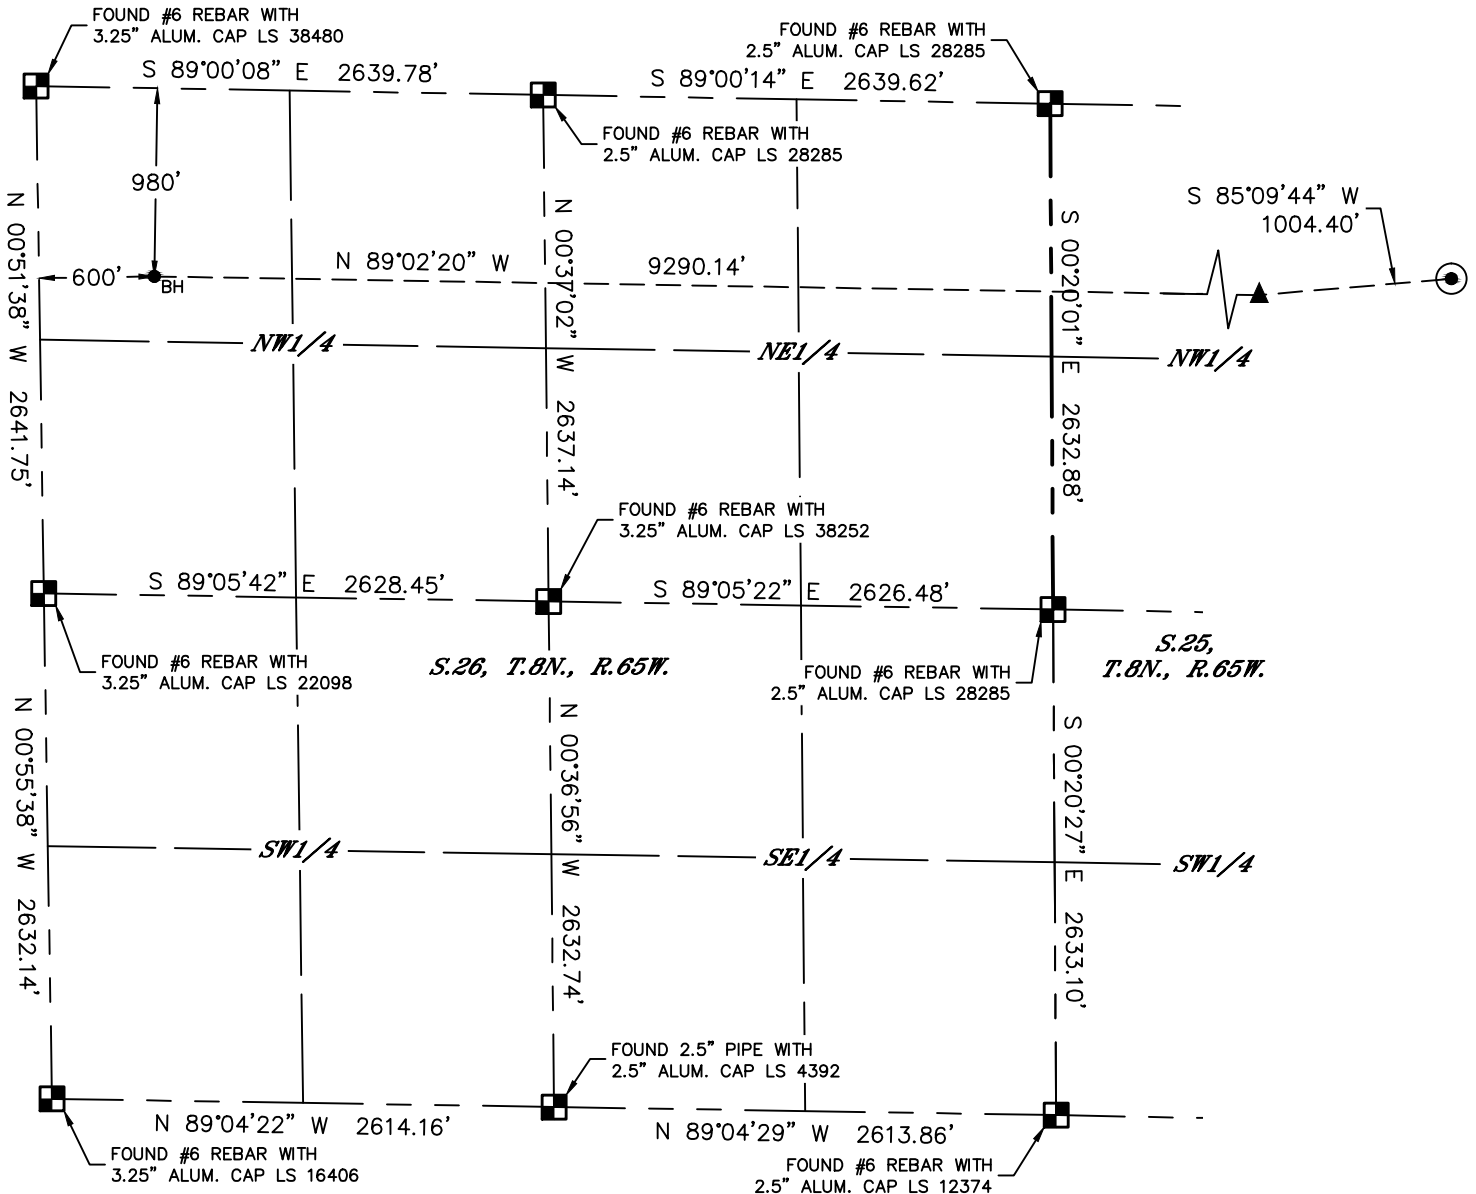 FOUND #6 REBAR WITH
3.25" ALUM. CAP LS 38480
FOUND #6 REBAR WITH
2.5" ALUM. CAP LS 28285
S 89°00'08" E 2639.78'
S 89°00'14" E 2639.62'
FOUND #6 REBAR WITH
2.5" ALUM. CAP LS 28285
980'
S 85°09'44" W
1004.40'
N 00°51'38" W 2641.75'
N 00°37'02" W 2637.14'
S 00°20'01" E 2632.88'
600'
BH
N 89°02'20" W 9290.14'
NW1/4
NE1/4
NW1/4
FOUND #6 REBAR WITH
3.25" ALUM. CAP LS 38252
S 89°05'42" E 2628.45'
S 89°05'22" E 2626.48'
FOUND #6 REBAR WITH
3.25" ALUM. CAP LS 22098
S.26, T.8N., R.65W.
FOUND #6 REBAR WITH
2.5" ALUM. CAP LS 28285
S.25,
T.8N., R.65W.
N 00°55'38" W 2632.14'
N 00°36'56" W 2632.74'
S 00°20'27" E 2633.10'
SW1/4
SE1/4
SW1/4
FOUND 2.5" PIPE WITH
2.5" ALUM. CAP LS 4392
N 89°04'22" W 2614.16'
N 89°04'29" W 2613.86'
FOUND #6 REBAR WITH
3.25" ALUM. CAP LS 16406
FOUND #6 REBAR WITH
2.5" ALUM. CAP LS 12374